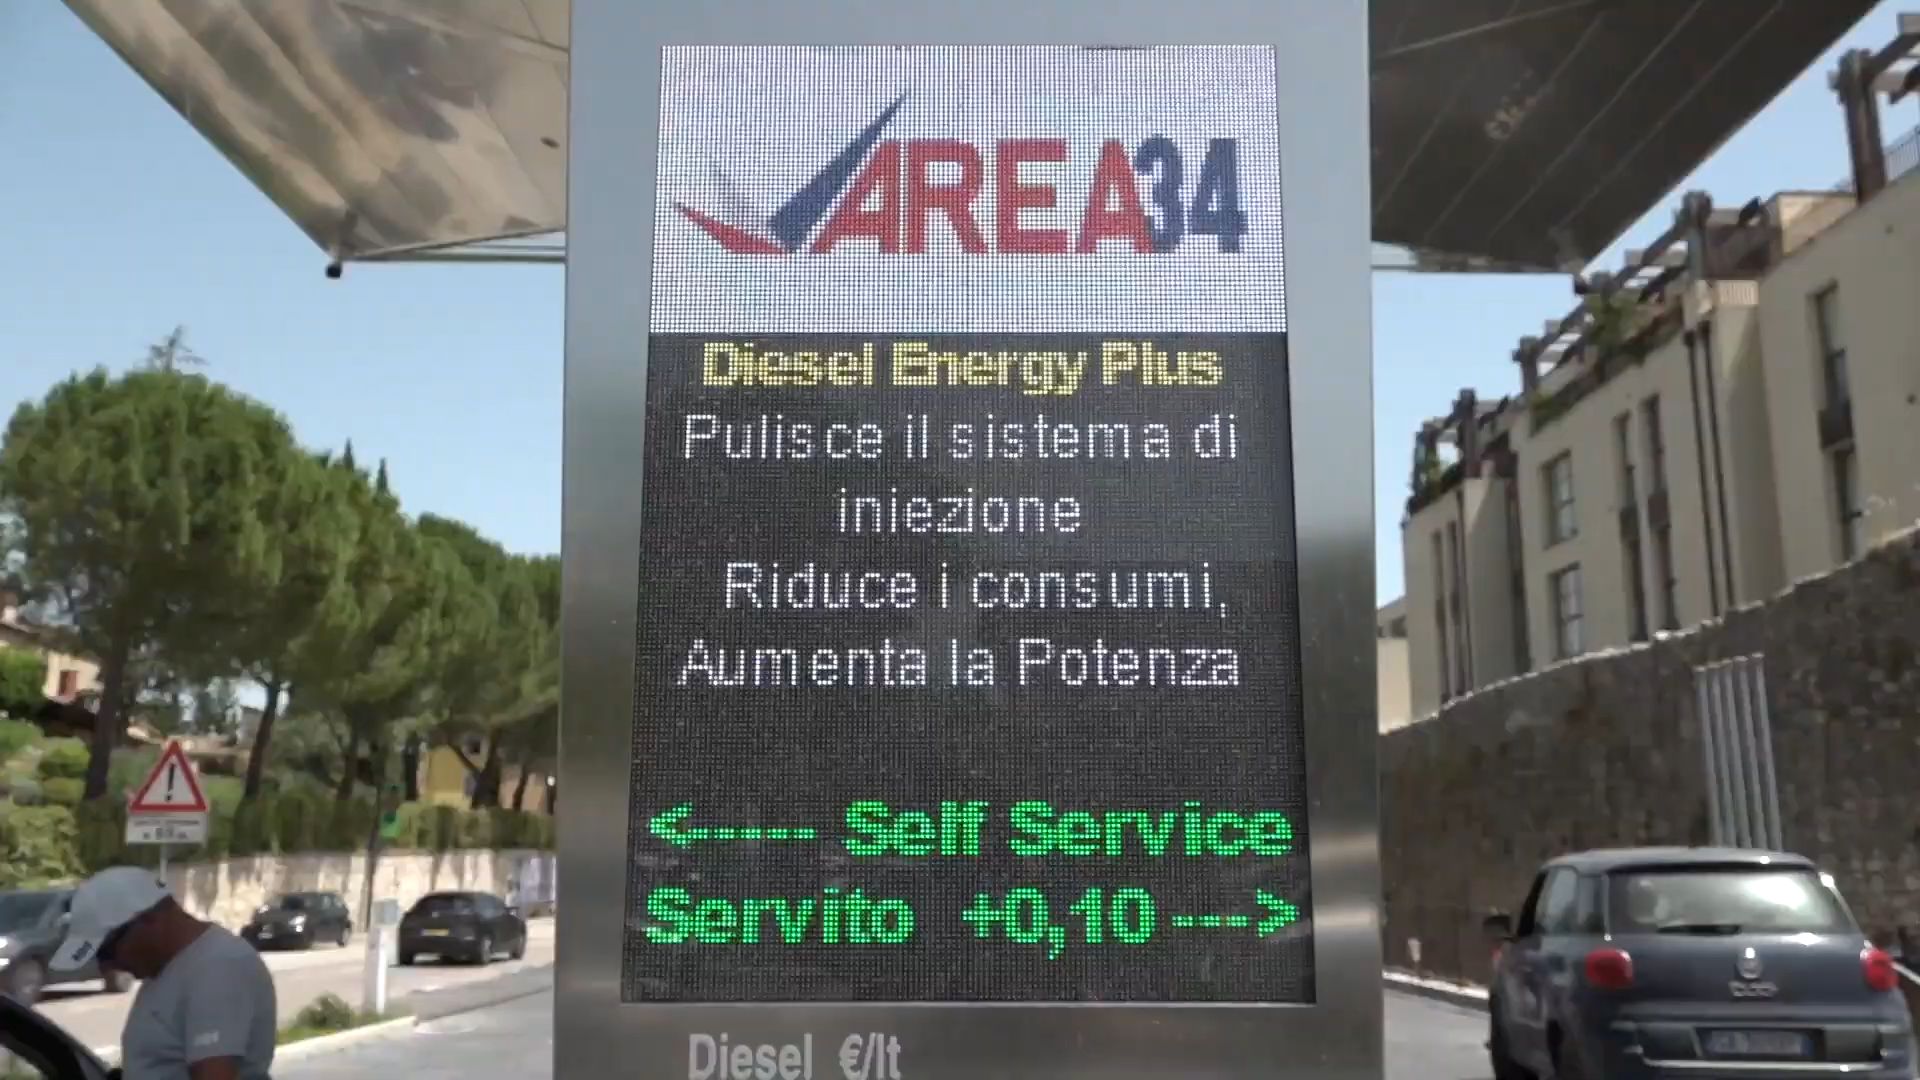 AREA34
Diesel Energy Plus
Pulisce il sistema di
iniezione
Riduce i consumi,
Aumenta la Potenza
<---- Self Service
Servito +0,10 --->
Diesel €/lt